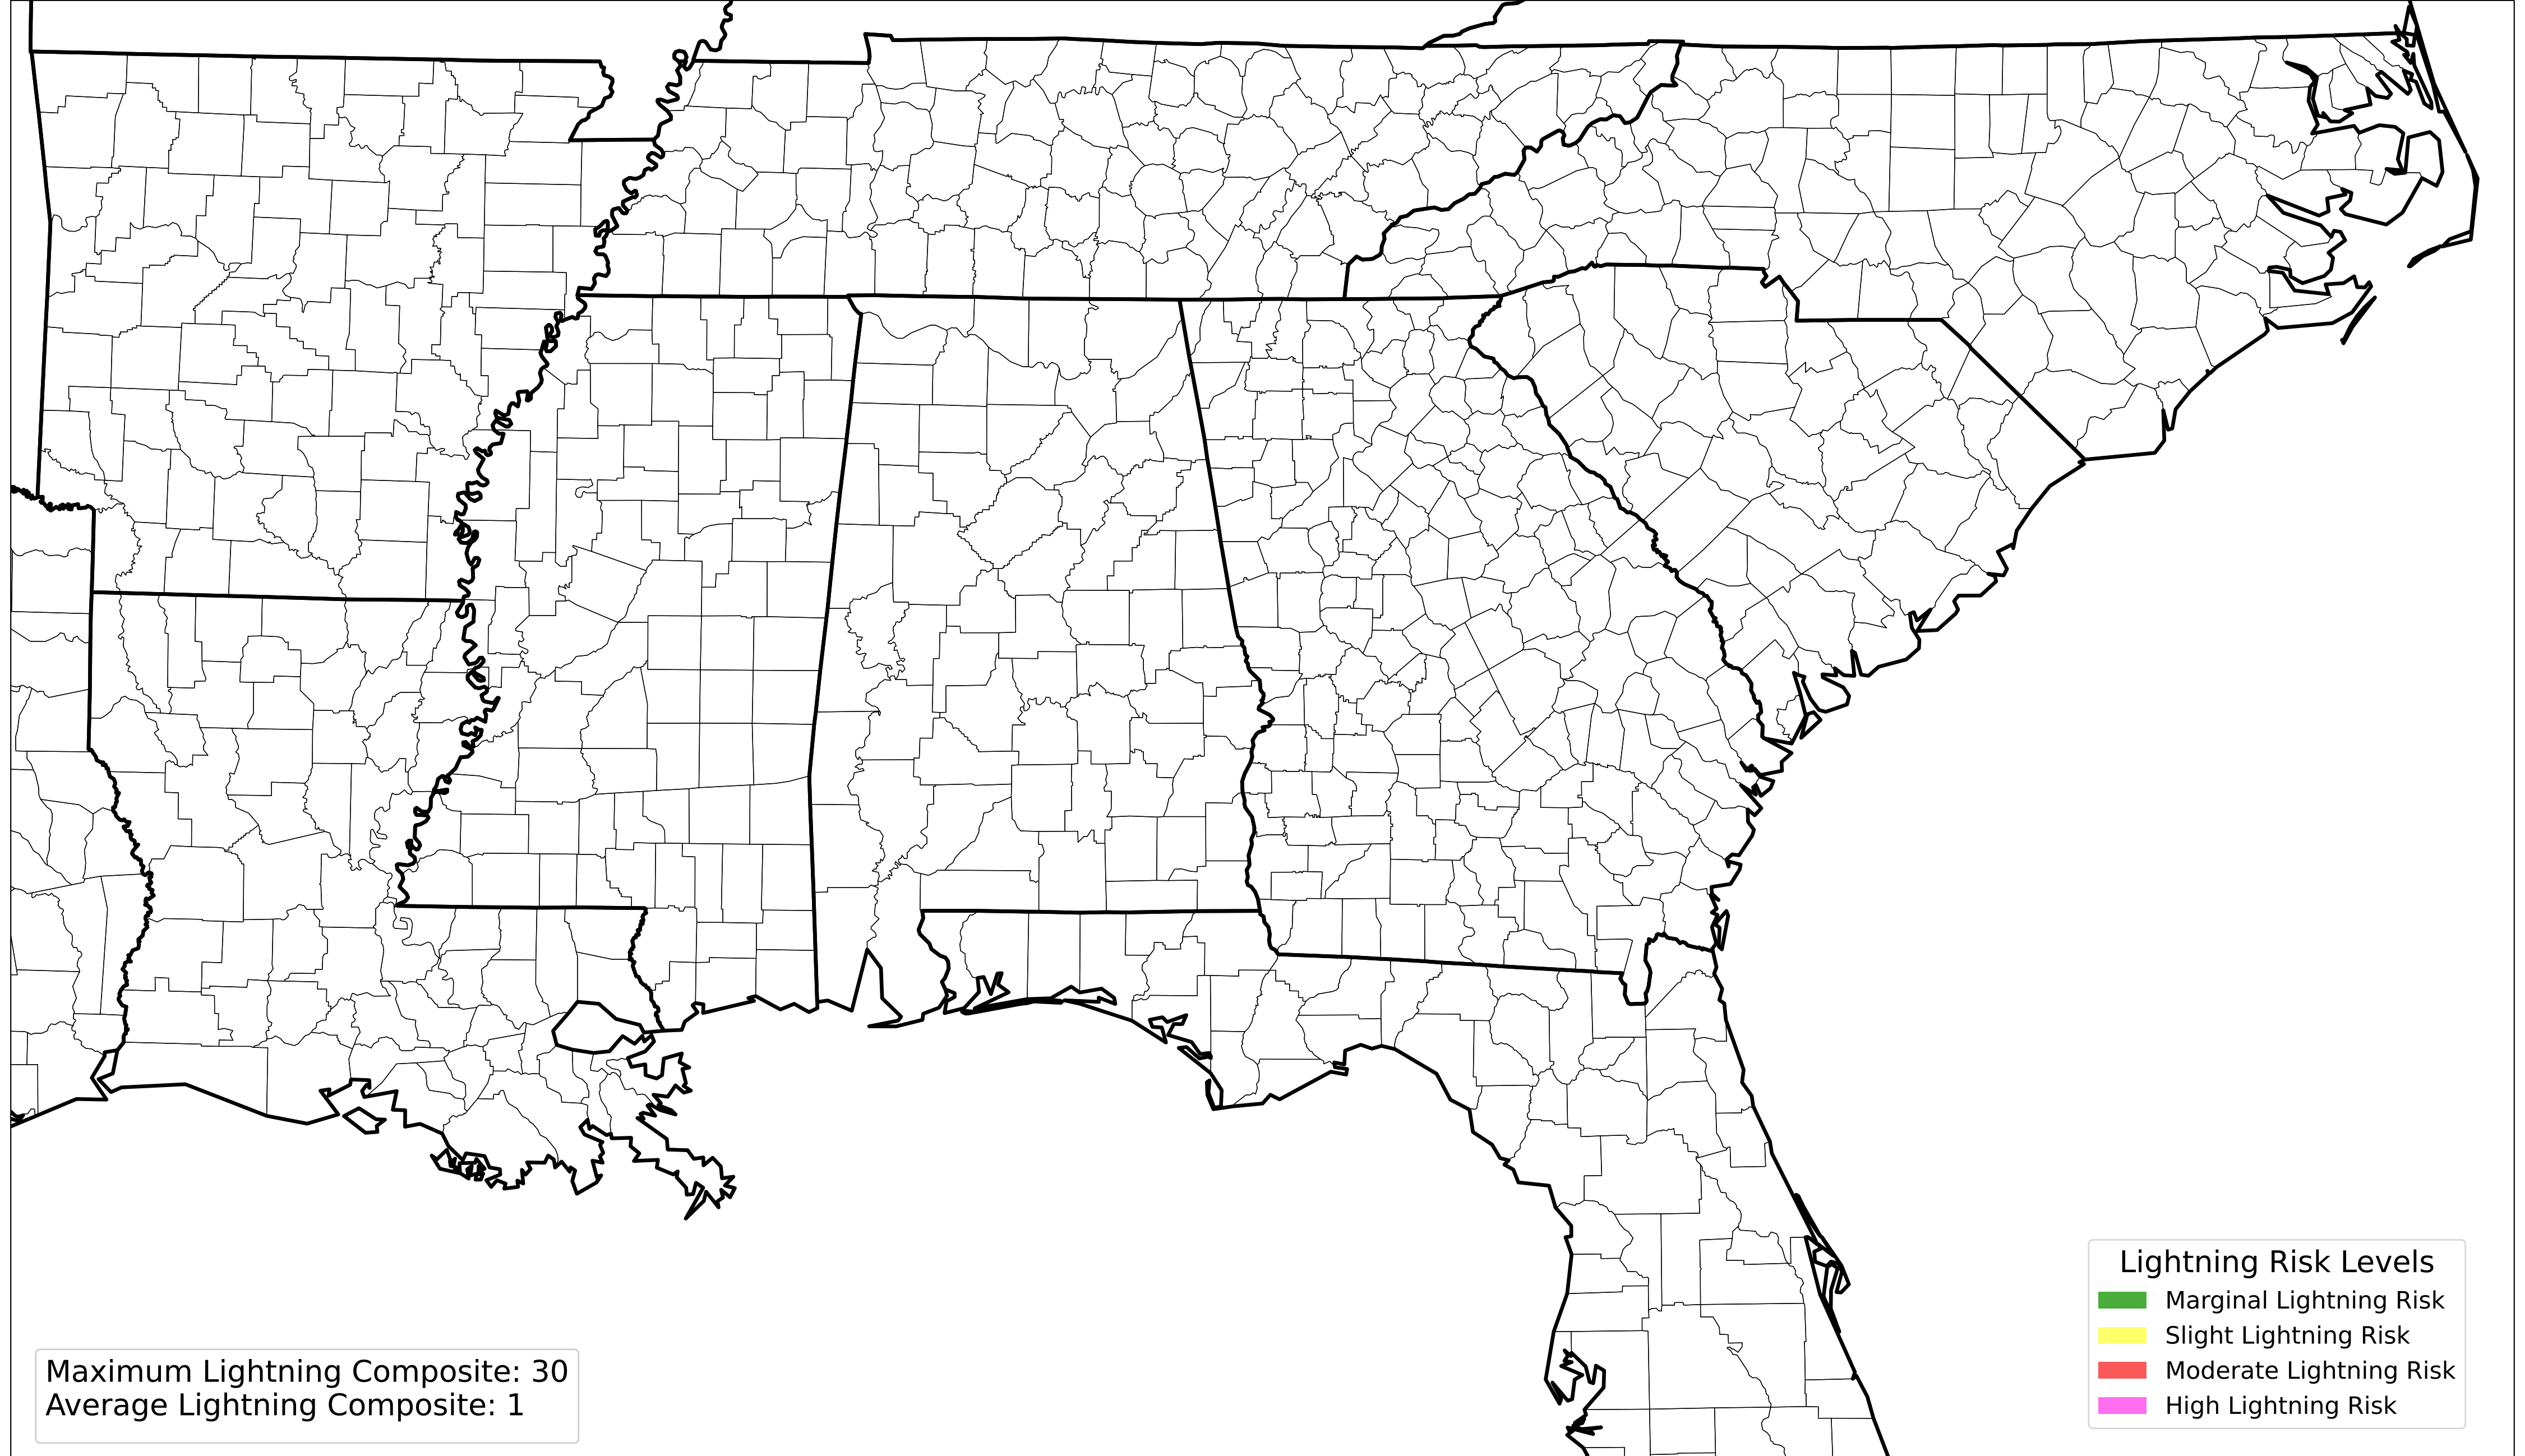 Maximum Lightning Composite: 30
Average Lightning Composite: 1
Lightning Risk Levels
Marginal Lightning Risk
Slight Lightning Risk
Moderate Lightning Risk
High Lightning Risk